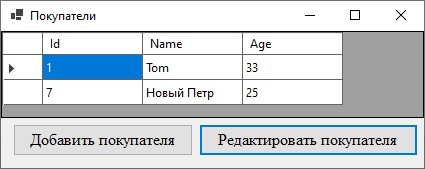 Покупатели
Id Name Age
1 Tom 33
7 Новый Петр 25
Добавить покупателя Редактировать покупателя